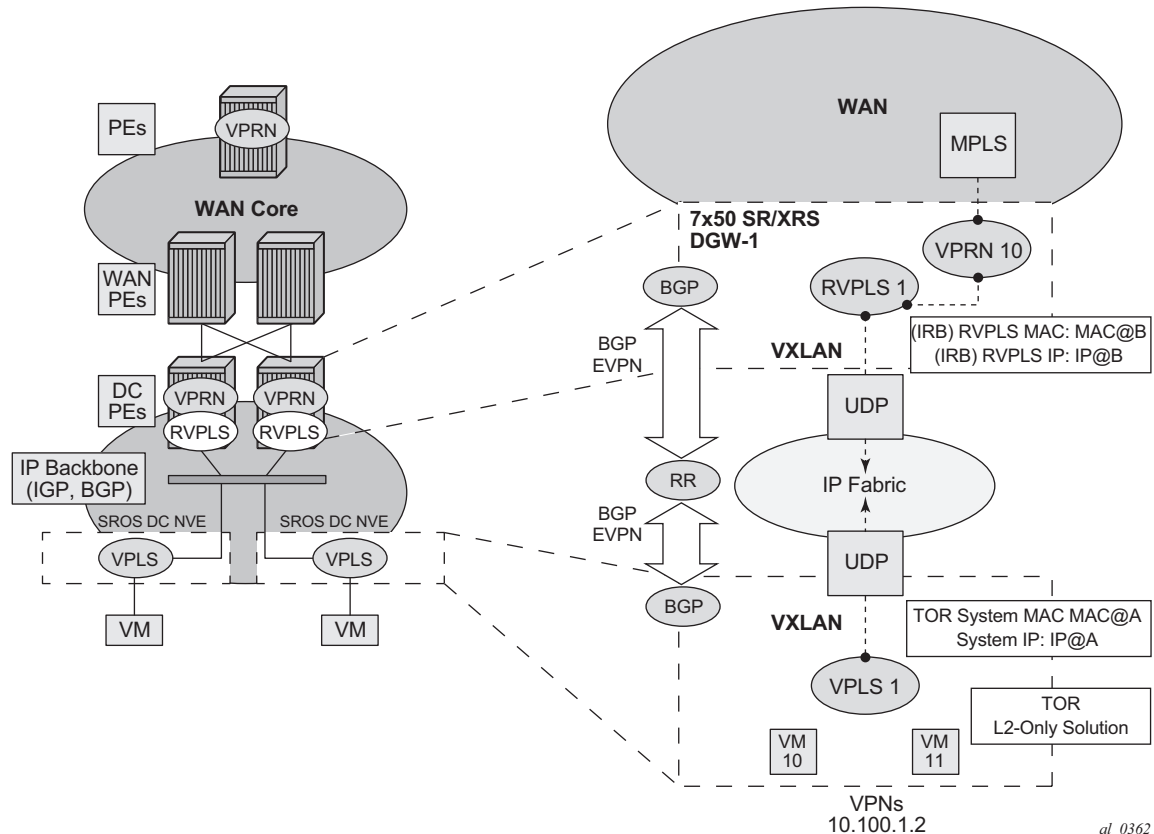 PEs
VPRN
WAN Core
WAN
PEs
DC
PEs
VPRN
VPRN
RVPLS
RVPLS
IP Backbone
(IGP, BGP)
SROS DC NVE
SROS DC NVE
VPLS
VPLS
VM
VM
WAN
MPLS
7x50 SR/XRS
DGW-1
VPRN 10
BGP
RVPLS 1
BGP
EVPN
VXLAN
(IRB) RVPLS MAC: MAC@B
(IRB) RVPLS IP: IP@B
UDP
RR
IP Fabric
BGP
EVPN
UDP
BGP
VXLAN
TOR System MAC MAC@A
System IP: IP@A
VPLS 1
TOR
L2-Only Solution
VM
10
VM
11
VPNs
10.100.1.2
al_0362